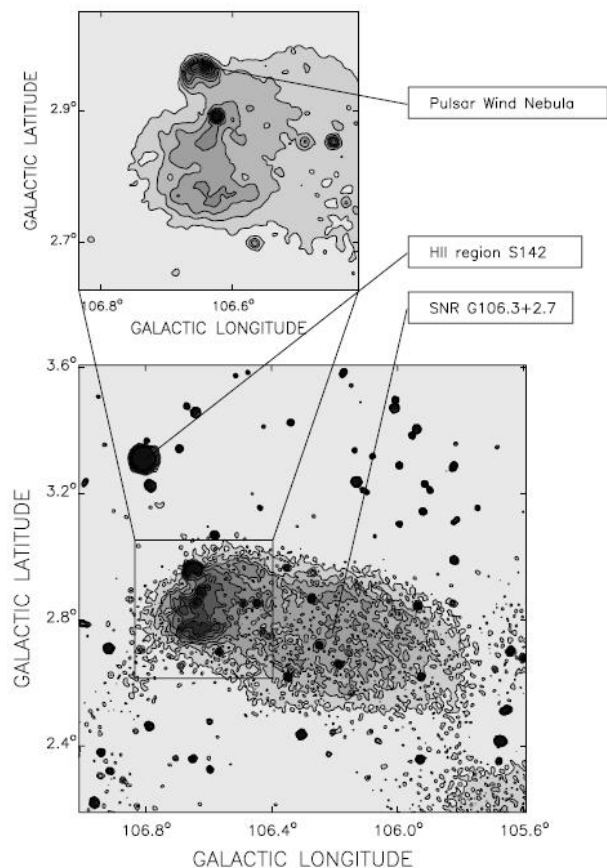 Pulsar Wind Nebula
GALACTIC LATITUDE
2.9°
2.7°
106.8°
106.6°
GALACTIC LONGITUDE
HII region S142
SNR G106.3+2.7
3.6°
3.2°
2.8°
2.4°
GALACTIC LATITUDE
106.8°
106.4°
106.0°
105.6°
GALACTIC LONGITUDE